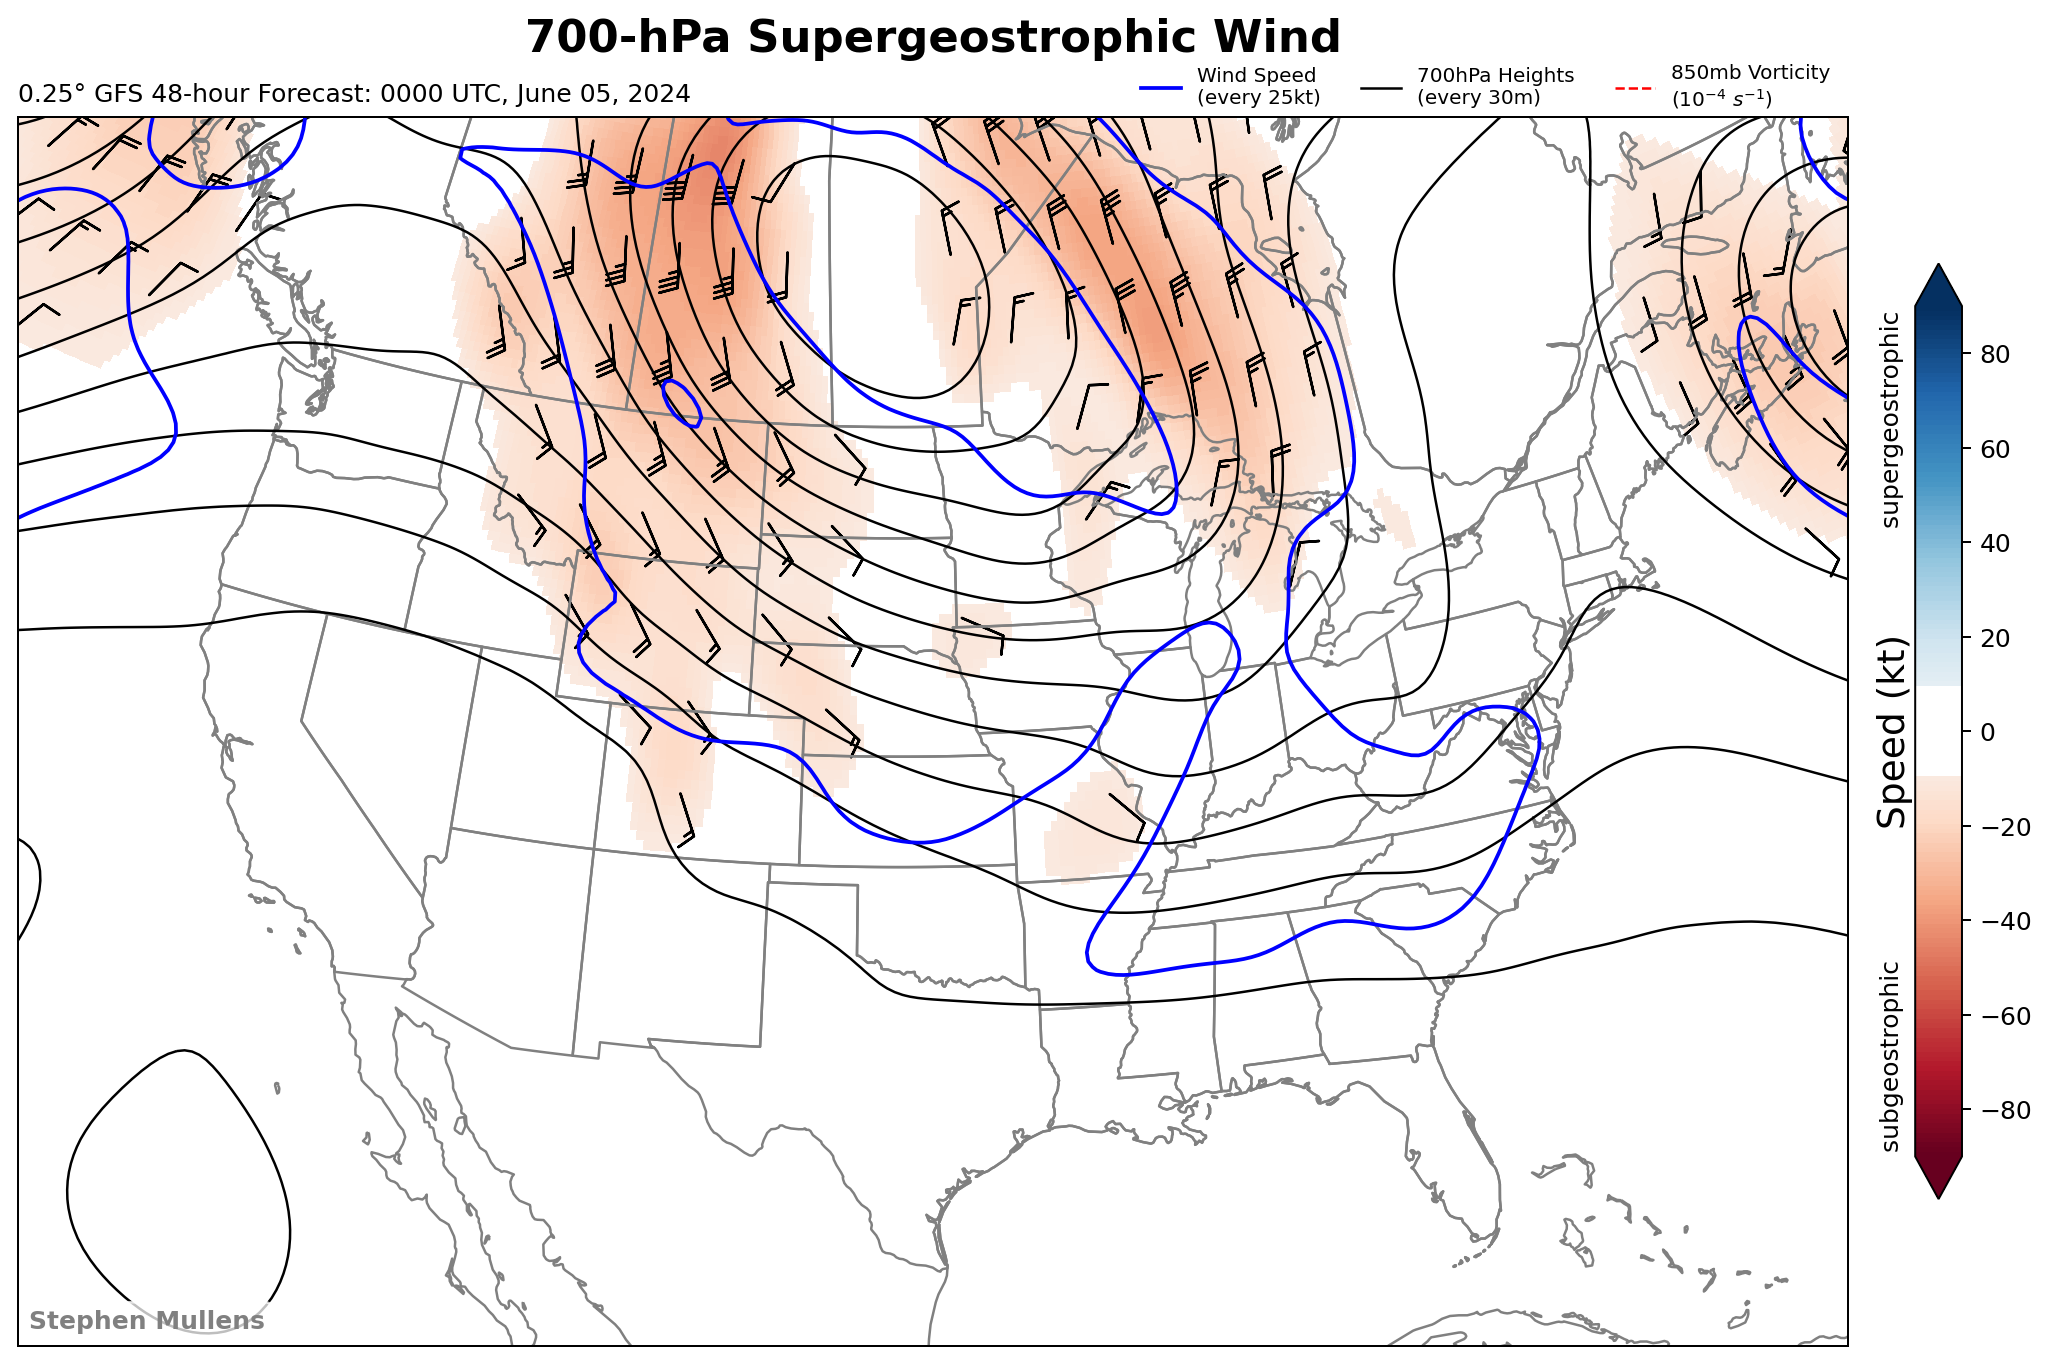 700-hPa Supergeostrophic Wind
0.25° GFS 48-hour Forecast: 0000 UTC, June 05, 2024
Wind Speed
(every 25kt)
700hPa Heights
(every 30m)
850mb Vorticity
(10⁻⁴ s⁻¹)
supergeostrophic
Speed (kt)
subgeostrophic
80
60
40
20
0
−20
−40
−60
−80
Stephen Mullens